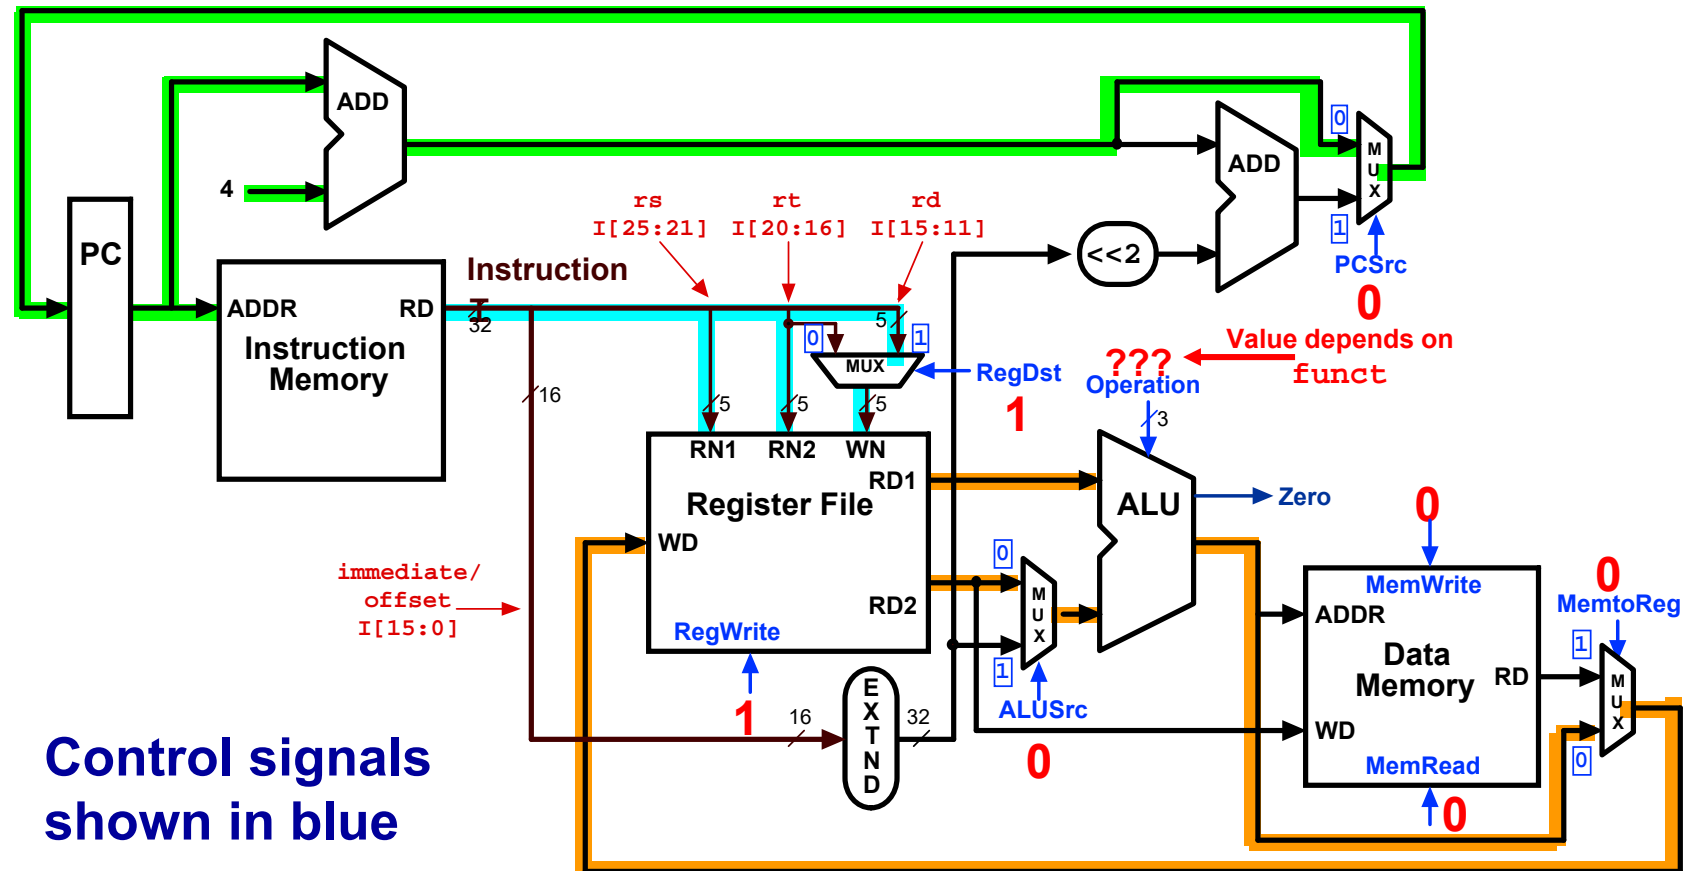 ADD
4
PC
ADDR
RD
Instruction
Memory
Instruction
32
16
rs
I[25:21]
rt
I[20:16]
rd
I[15:11]
5
0
1
MUX
RegDst
1
5
5
5
RN1
RN2
WN
RD1
Register File
WD
RD2
RegWrite
1
immediate/
offset
I[15:0]
16
E
X
T
N
D
32
<<2
ADD
0
1
M
U
X
PCSrc
0
Value depends on
funct
???
Operation
3
ALU
Zero
0
1
M
U
X
ALUSrc
0
0
MemWrite
ADDR
Data
Memory
RD
WD
MemRead
0
0
MemtoReg
1
0
M
U
X
Control signals
shown in blue